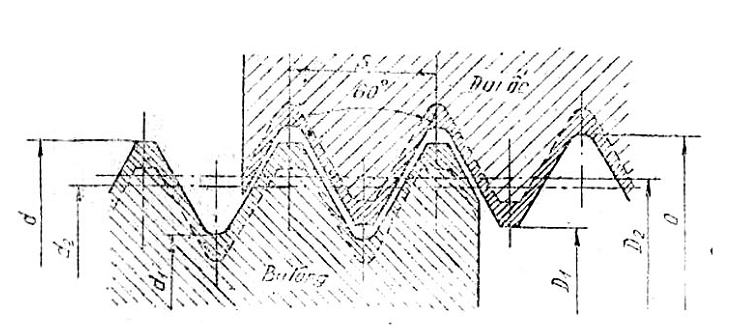 S
Đai ốc
60°
d
d₂
d₁
Bulông
D₁
D₂
D